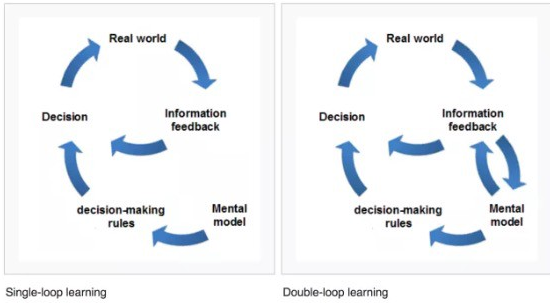 Real world
Decision
Information
feedback
decision-making
rules
Mental
model
Single-loop learning
Real world
Decision
Information
feedback
decision-making
rules
Mental
model
Double-loop learning